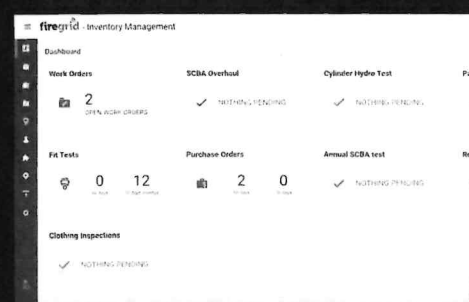 firegrid - Inventory Management
Dashboard
Work Orders
SCBA Overhaul
Cylinder Hydro Test
2
OPEN WORK ORDERS
NOTHING PENDING
NOTHING PENDING
Fit Tests
Purchase Orders
Annual SCBA test
0
12
2
0
NOTHING PENDING
Clothing Inspections
NOTHING PENDING